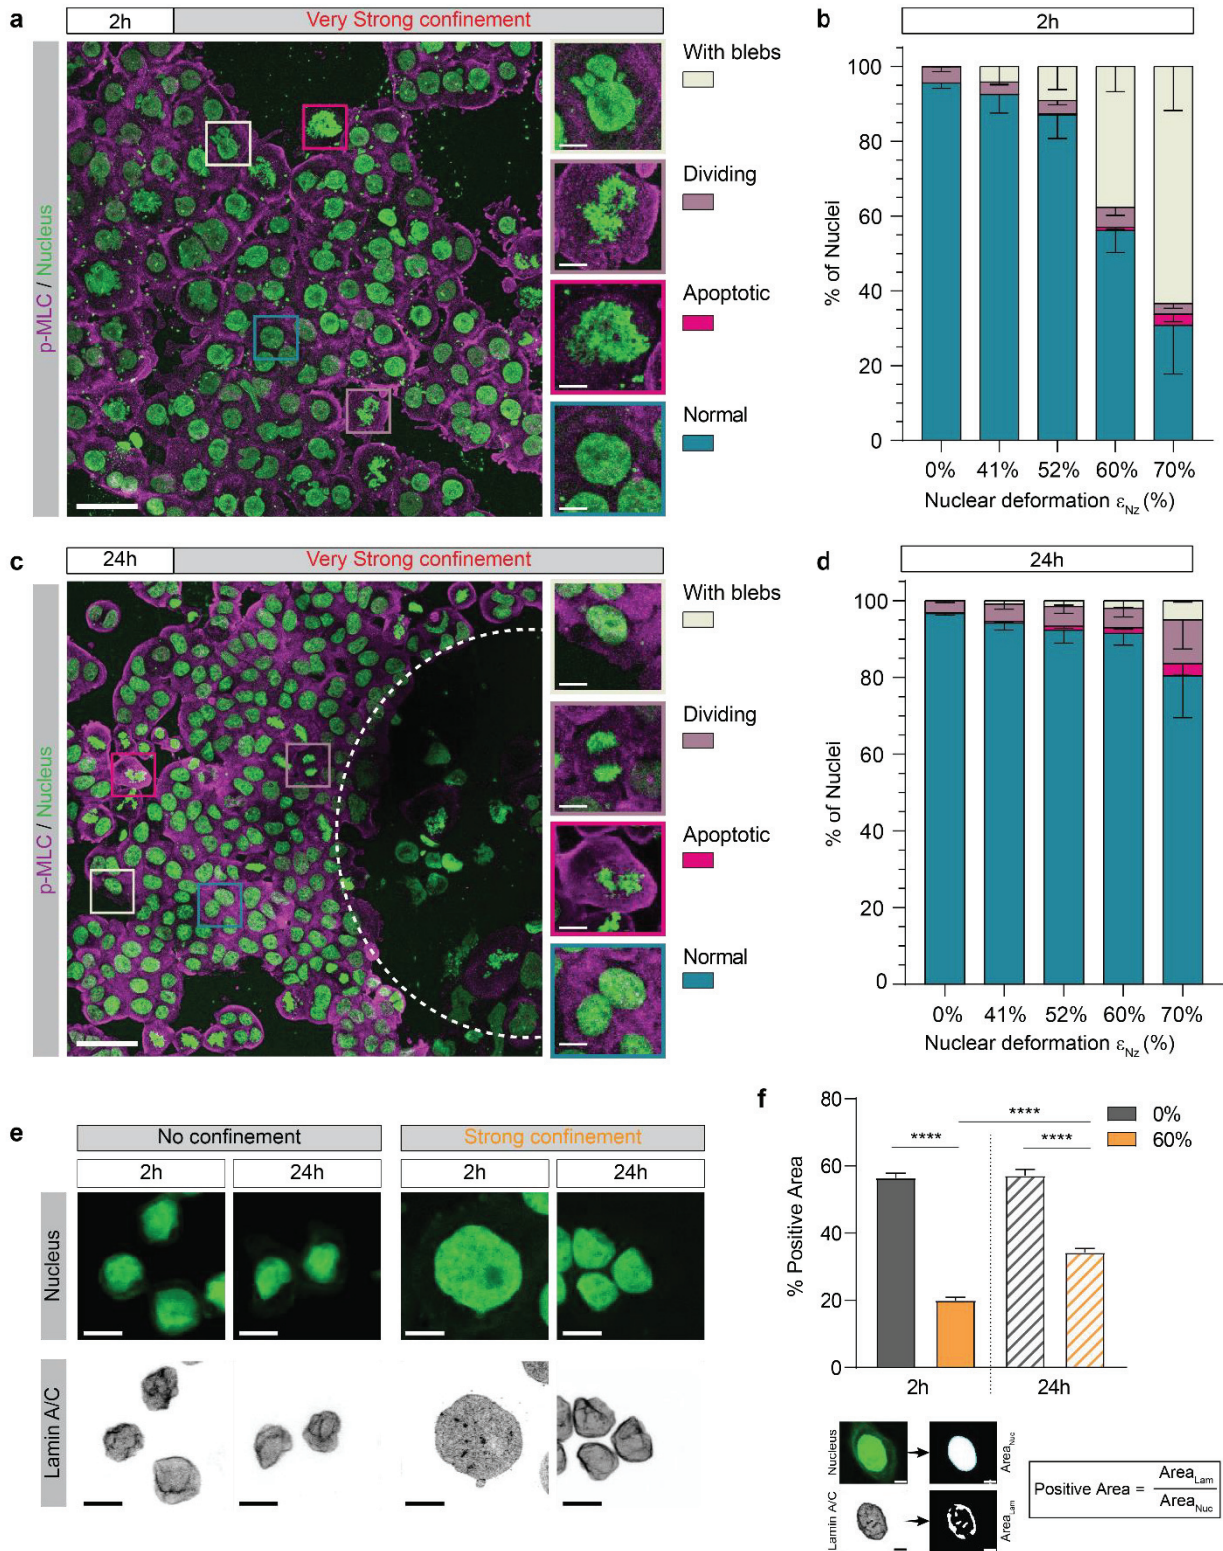 a
2h
Very Strong confinement
p-MLC / Nucleus
With blebs
Dividing
Apoptotic
Normal
b
2h
% of Nuclei
100
80
60
40
20
0
0% 41% 52% 60% 70%
Nuclear deformation εNz (%)
c
24h
Very Strong confinement
p-MLC / Nucleus
With blebs
Dividing
Apoptotic
Normal
d
24h
% of Nuclei
100
80
60
40
20
0
0% 41% 52% 60% 70%
Nuclear deformation εNz (%)
e
No confinement
Strong confinement
2h 24h 2h 24h
Nucleus
Lamin A/C
f
% Positive Area
80
60
40
20
0
**** **** ****
0%
60%
2h 24h
Nucleus
AreaNuc
Lamin A/C
AreaLam
Positive Area = AreaLam
AreaNuc